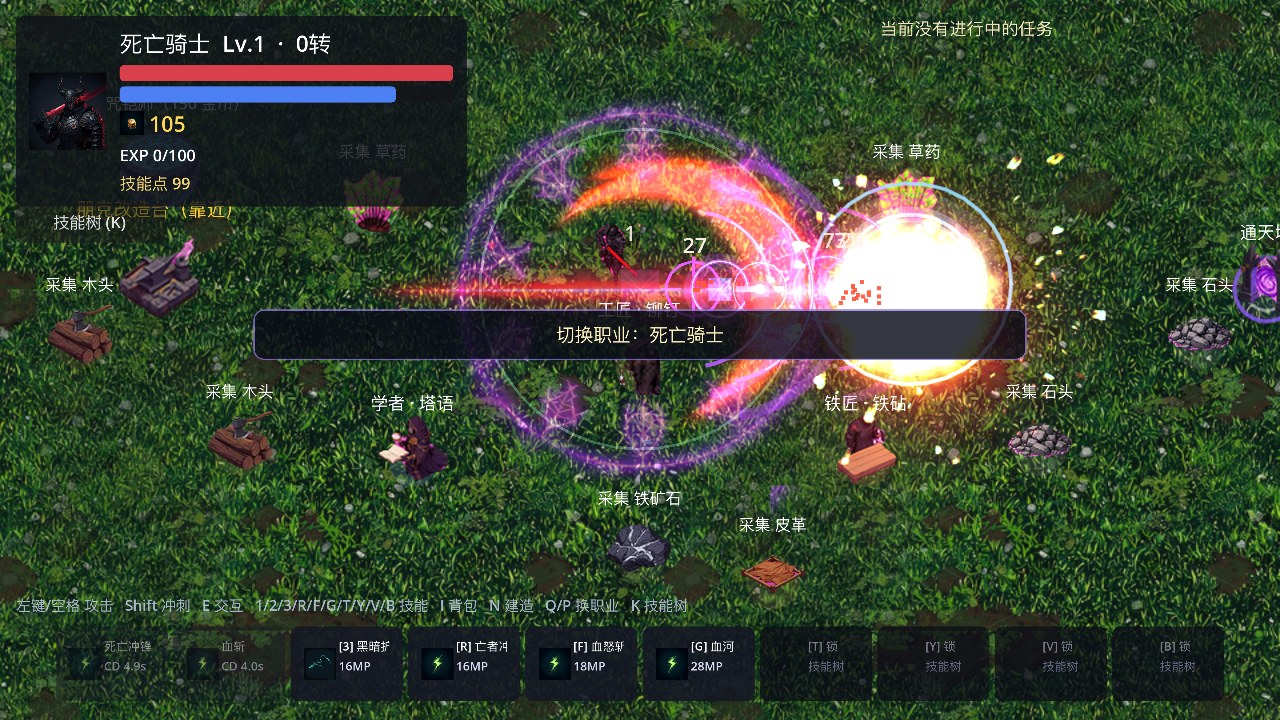 死亡骑士 Lv.1 · 0转
当前没有进行中的任务
105
EXP 0/100
技能点 99
技能树 (K)
采集 草药
采集 草药
1
27
通天
采集 木头
采集 石头
切换职业：死亡骑士
采集 木头
采集 石头
学者 · 塔语
铁匠 · 铁砧
采集 铁矿石
采集 皮革
左键/空格 攻击 Shift 冲刺 E 交互 1/2/3/R/F/G/T/Y/V/B 技能 I 背包 N 建造 Q/P 换职业 K 技能树
死亡冲锋
CD 4.9s
血斩
CD 4.0s
[3] 黑暗
16MP
[R] 亡者冲
16MP
[F] 血怒斩
18MP
[G] 血河
28MP
[T] 锁
技能树
[Y] 锁
技能树
[V] 锁
技能树
[B] 锁
技能树